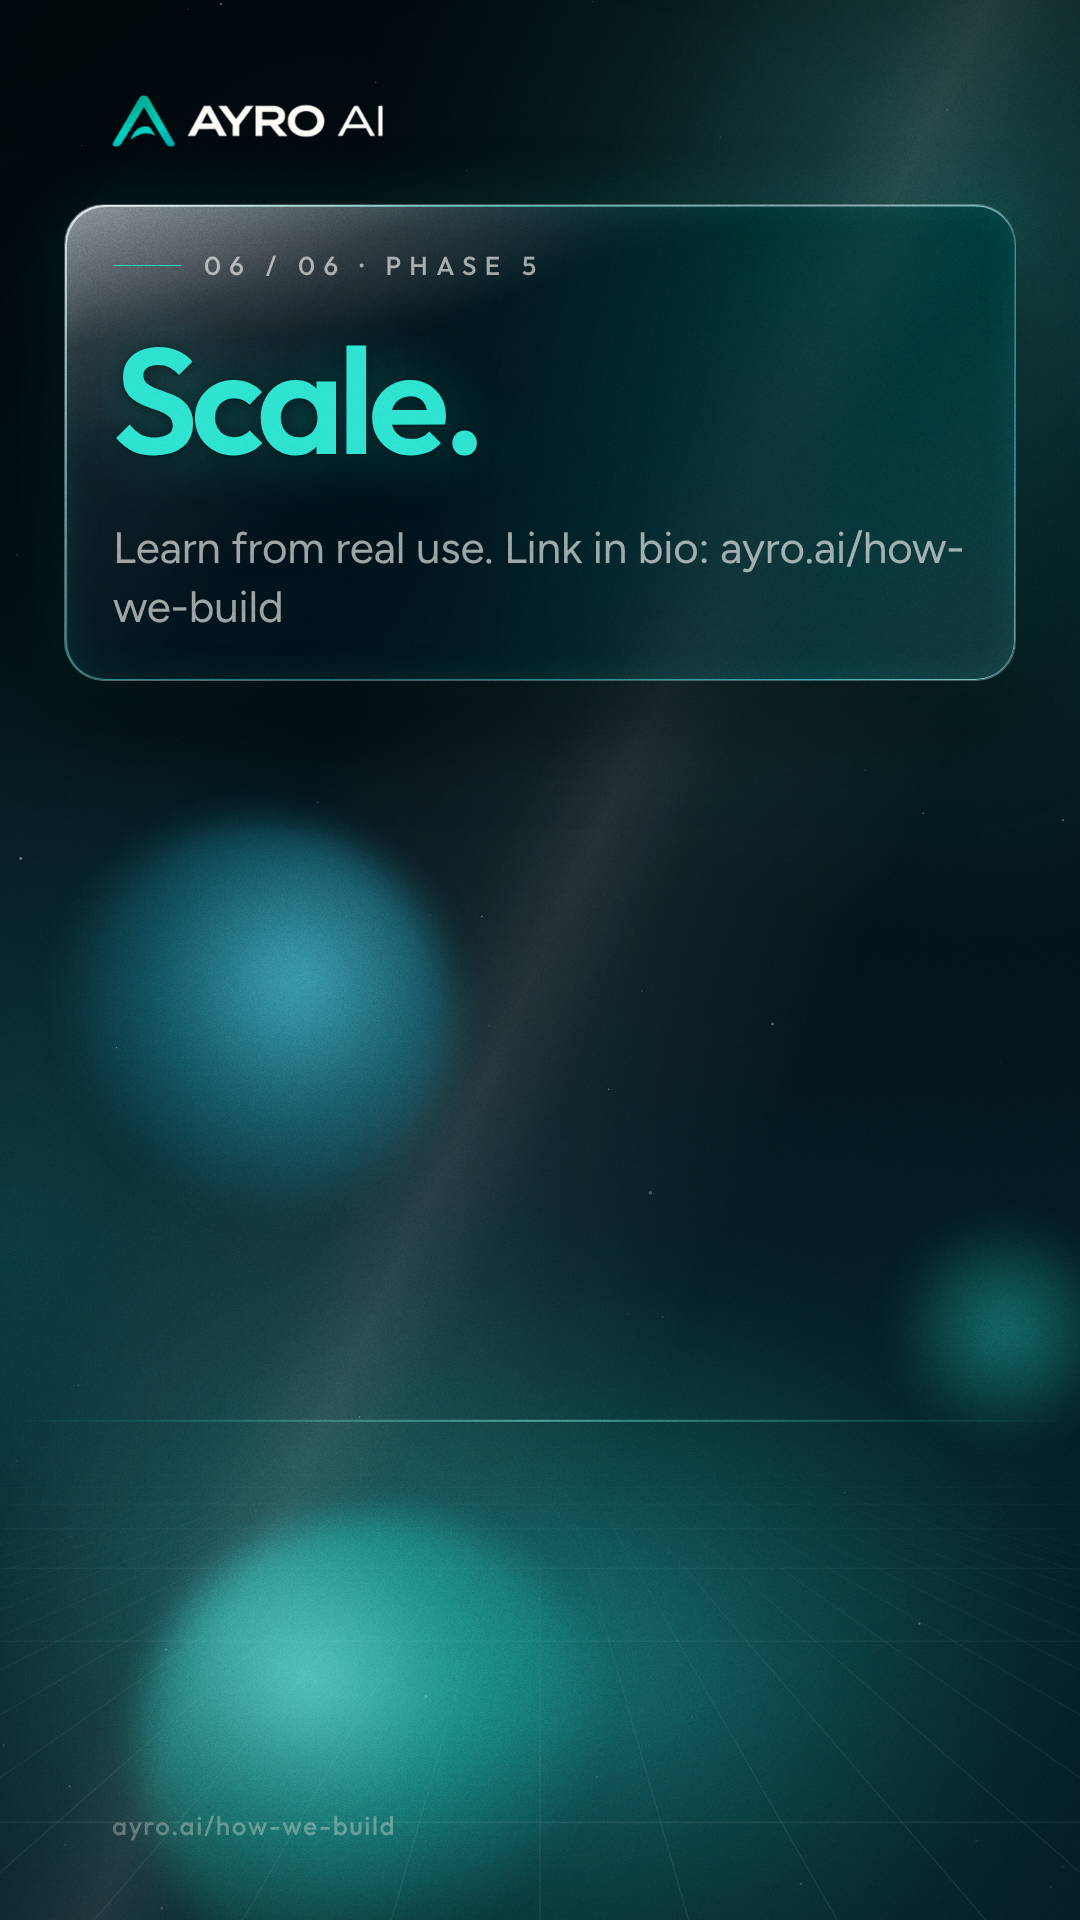 AYRO AI
06 / 06 · PHASE 5
Scale.
Learn from real use. Link in bio: ayro.ai/how-
we-build
ayro.ai/how-we-build